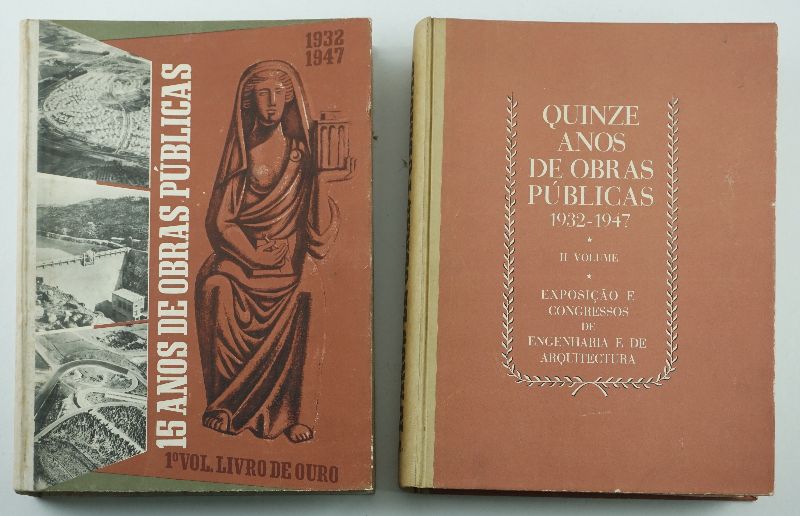 1932
1947
15 ANOS DE OBRAS PÚBLICAS
1º VOL. LIVRO DE OURO
QUINZE
ANOS
DE OBRAS
PÚBLICAS
1932-1947
*
II VOLUME
*
EXPOSIÇÃO E
CONGRESSOS
DE
ENGENHARIA E DE
ARQUITECTURA